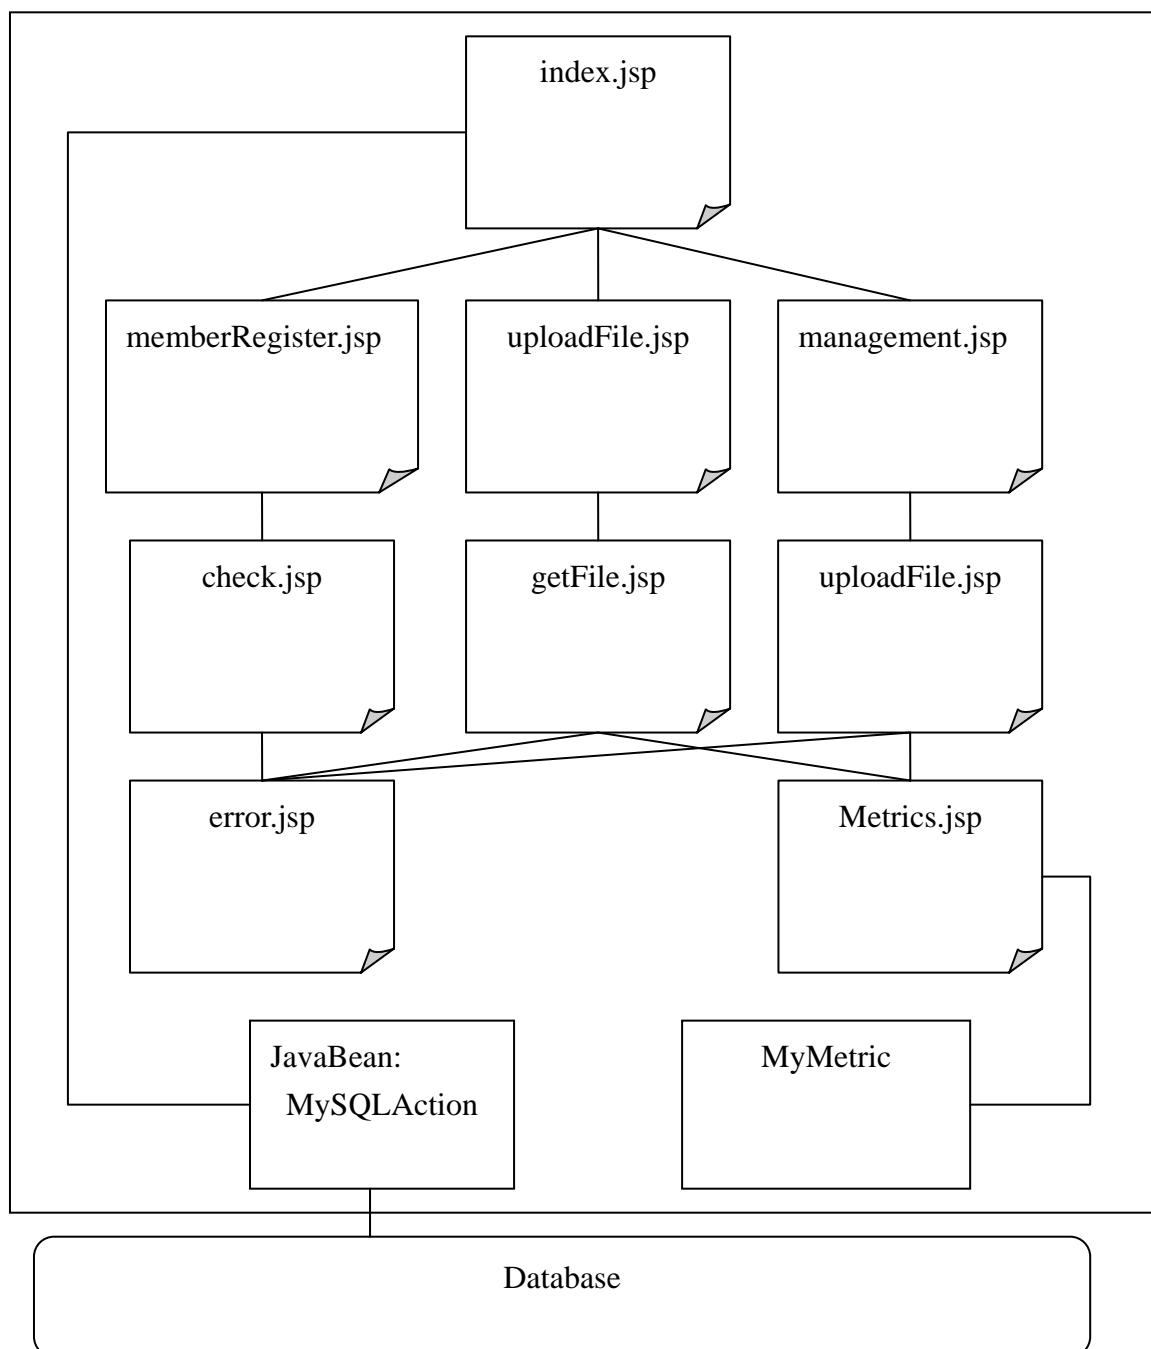 index.jsp
memberRegister.jsp
uploadFile.jsp
management.jsp
check.jsp
getFile.jsp
uploadFile.jsp
error.jsp
Metrics.jsp
JavaBean:
MySQLAction
MyMetric
Database